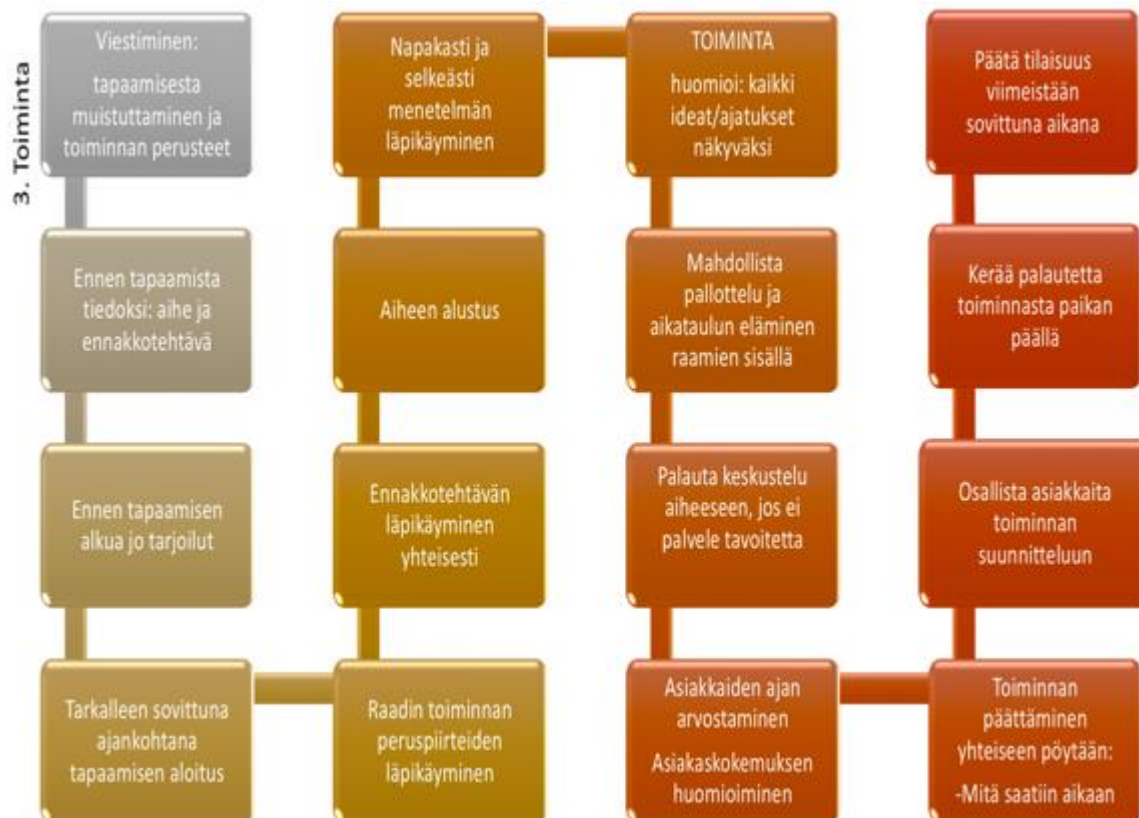 3. Toiminta
Viestiminen:
tapaamisesta
muistuttaminen ja
toiminnan perusteet
Ennen tapaamista
tiedoksi: aihe ja
ennakkotehtävä
Ennen tapaamisen
alkua jo tarjoilut
Tarkalleen sovittuna
ajankohtana
tapaamisen aloitus
Raadin toiminnan
peruspiirteiden
läpikäyminen
Ennakkotehtävän
läpikäyminen
yhteisesti
Aiheen alustus
Napakasti ja
selkeästi
menetelmän
läpikäyminen
TOIMINTA
huomioi: kaikki
ideat/ajatukset
näkyväksi
Mahdollista
pallottelu ja
aikataulun eläminen
raamien sisällä
Palauta keskustelu
aiheeseen, jos ei
palvele tavoitetta
Asiakkaiden ajan
arvostaminen
Asiakaskokemuksen
huomioiminen
Toiminnan
päättäminen
yhteiseen pöytään:
-Mitä saatiin aikaan
Osallista asiakkaita
toiminnan
suunnitteluun
Kerää palautetta
toiminnasta paikan
päällä
Päätä tilaisuus
viimeistään
sovittuna aikana